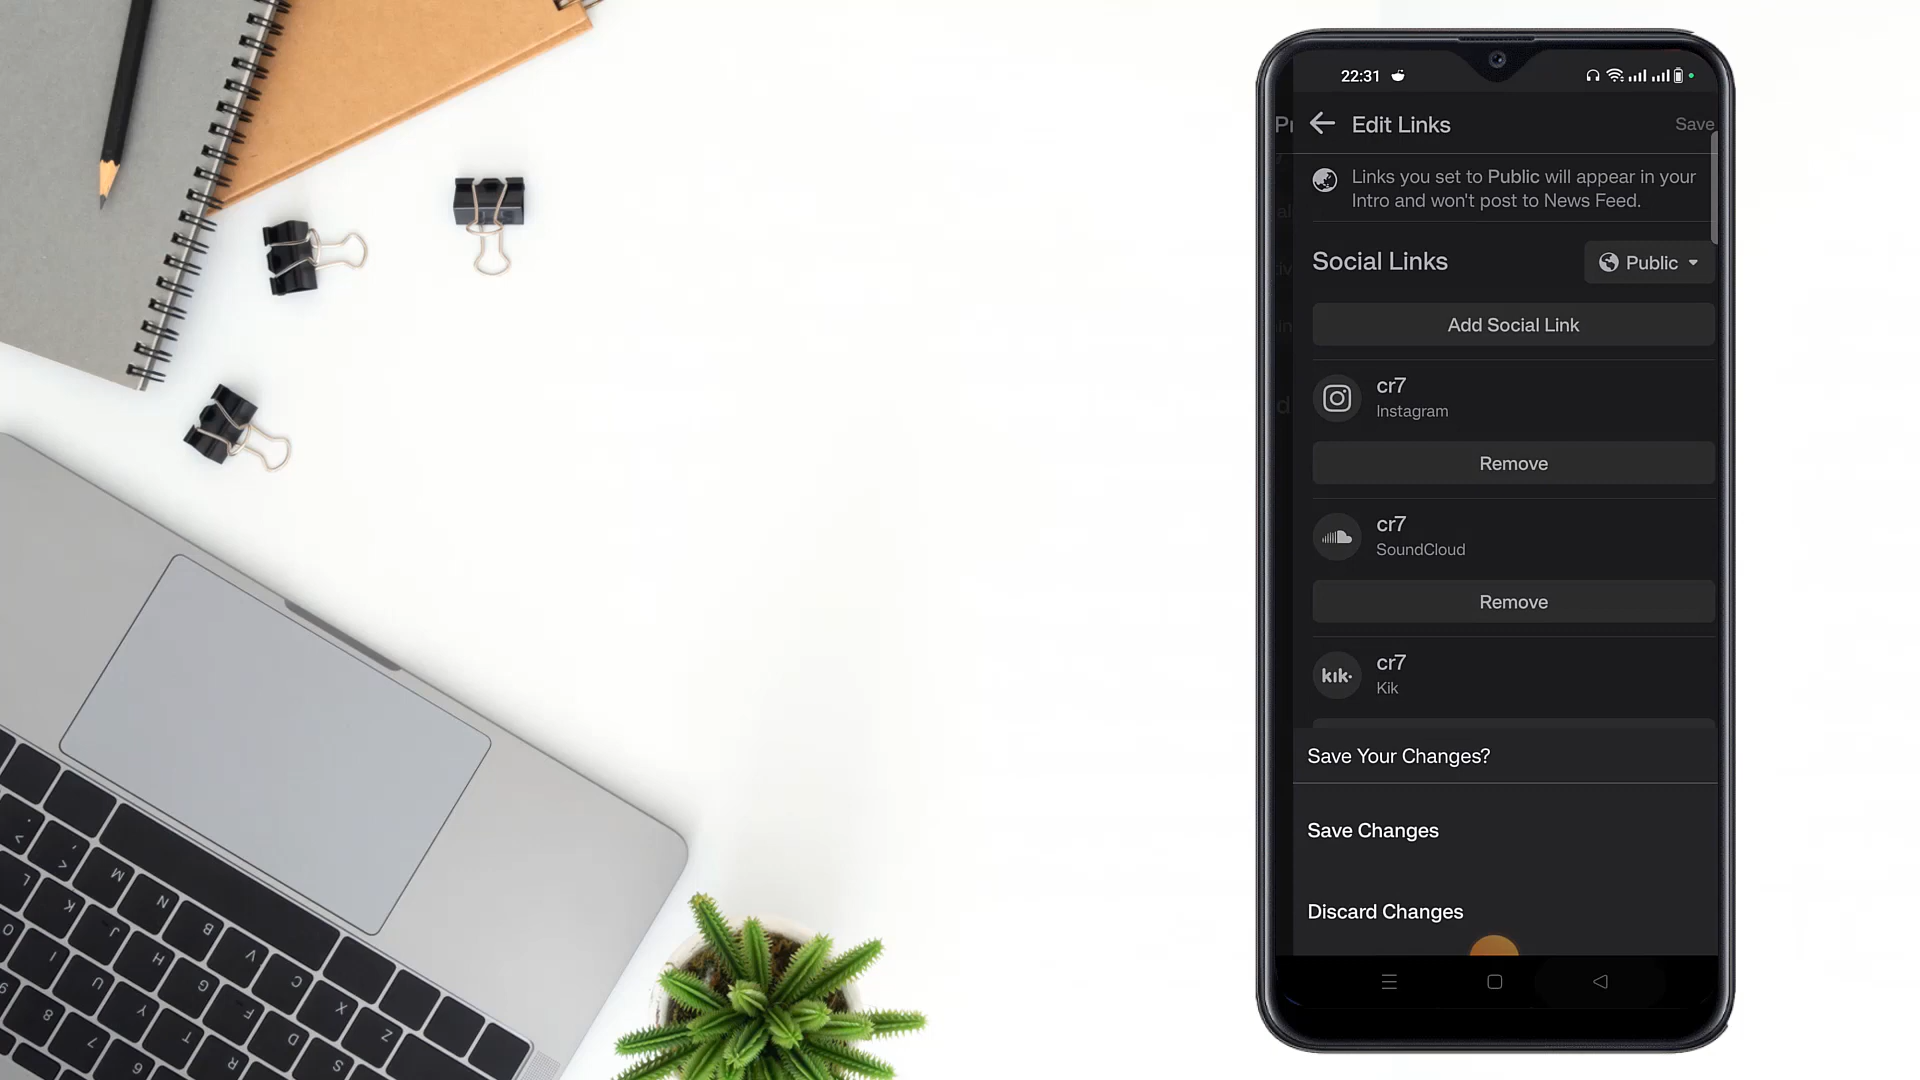 22:31
Edit Links
Save
Links you set to Public will appear in your
Intro and won't post to News Feed.
Social Links
Public
Add Social Link
cr7
Instagram
Remove
cr7
SoundCloud
Remove
kik.
cr7
Kik
Save Your Changes?
Save Changes
Discard Changes